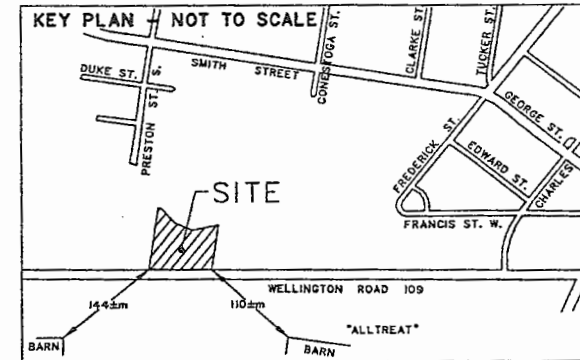 KEY PLAN - NOT TO SCALE
CONESTOGA ST.
CLARKE ST.
TUCKER ST.
DUKE ST.
SMITH STREET
PRESTON ST. S.
GEORGE ST.
FREDERICK ST.
EDWARD ST.
CHARLES
SITE
FRANCIS ST. W.
WELLINGTON ROAD 109
144±m
110±m
"ALLTREAT"
BARN
BARN